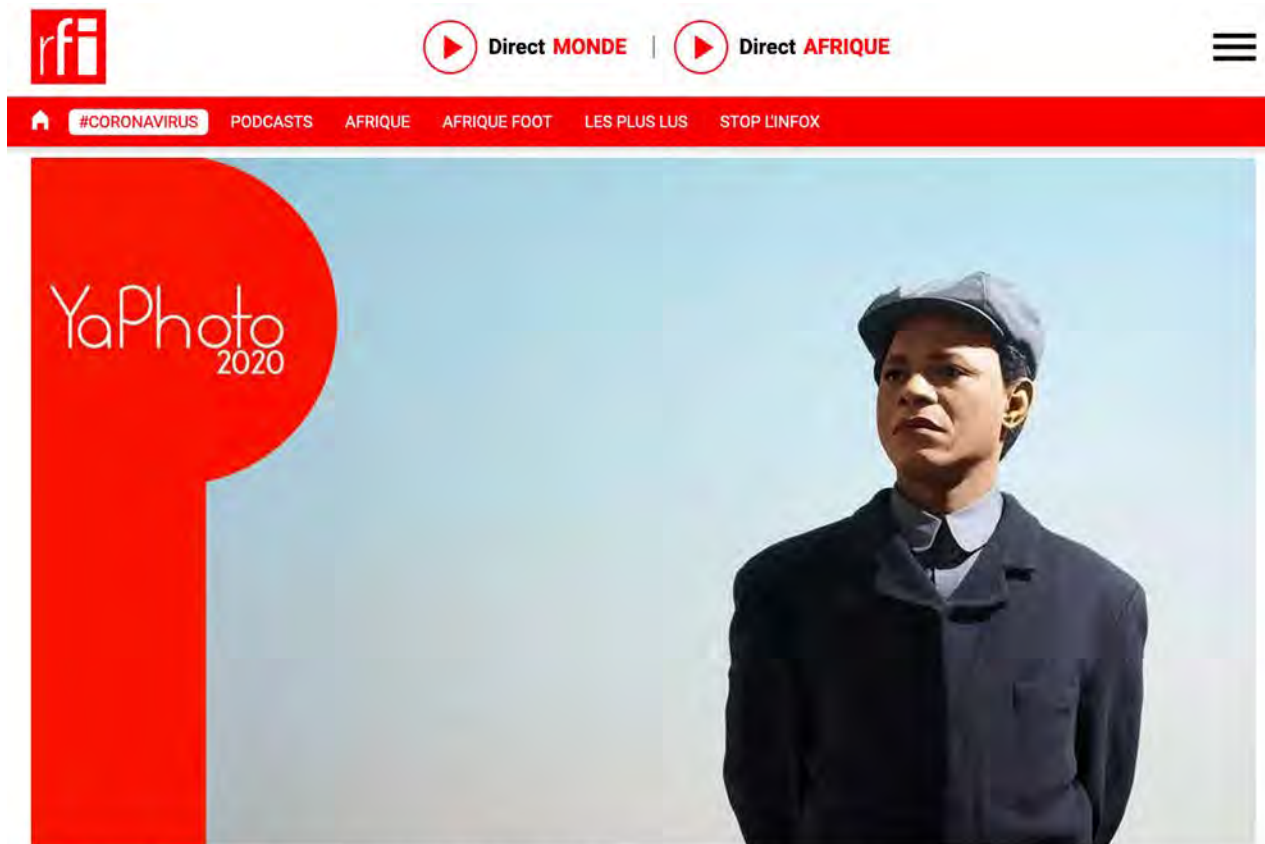 rfi
Direct MONDE | Direct AFRIQUE
#CORONAVIRUS PODCASTS AFRIQUE AFRIQUE FOOT LES PLUS LUS STOP L'INFOX
YaPhoto
2020